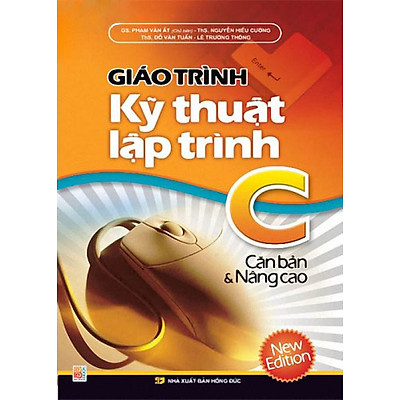 GS. PHẠM VĂN ẤT (Chủ biên) - ThS. NGUYỄN HIẾU CƯỜNG
ThS. ĐỖ VĂN TUẤN - LÊ TRƯỜNG THÔNG
Enter
GIÁO TRÌNH
Kỹ thuật
lập trình
C
Căn bản
& Nâng cao
New
Edition
NHÀ XUẤT BẢN HỒNG ĐỨC